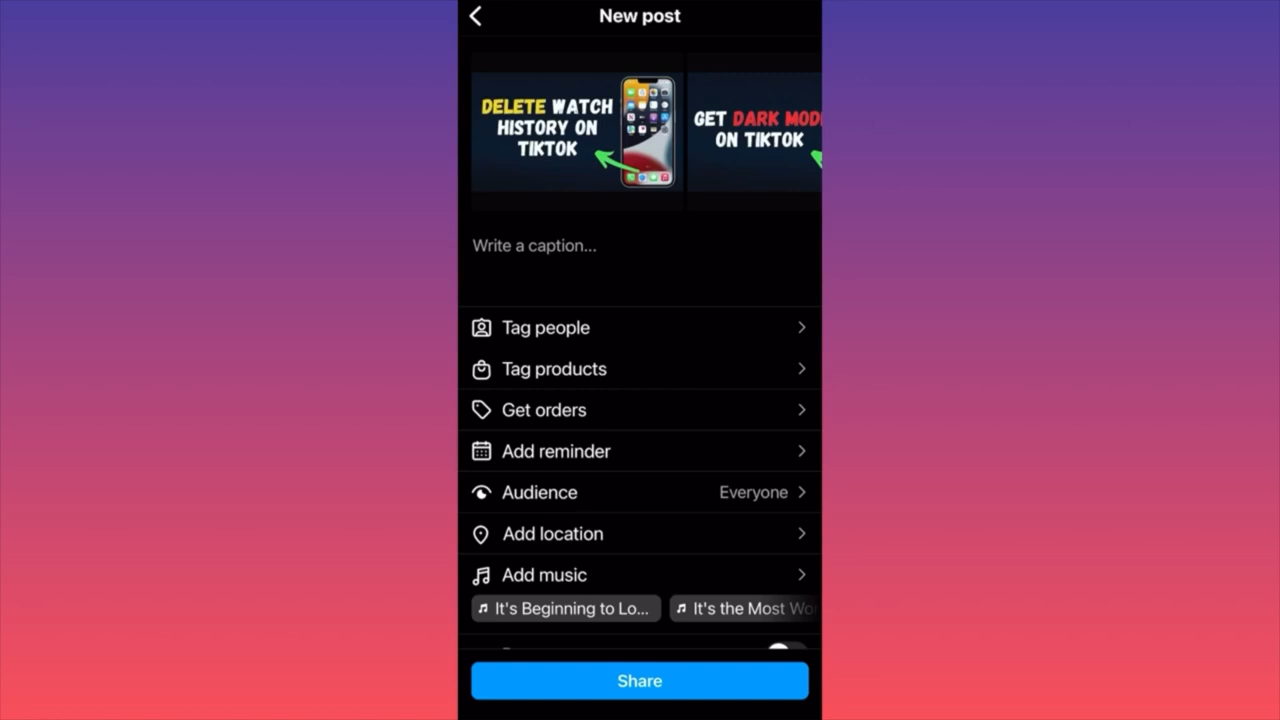 New post
DELETE WATCH
HISTORY ON
TIKTOK
GET DARK MOD
ON TIKTOK
Write a caption...
Tag people
Tag products
Get orders
Add reminder
Audience Everyone
Add location
Add music
It's Beginning to Lo...
It's the Most Wo
Share